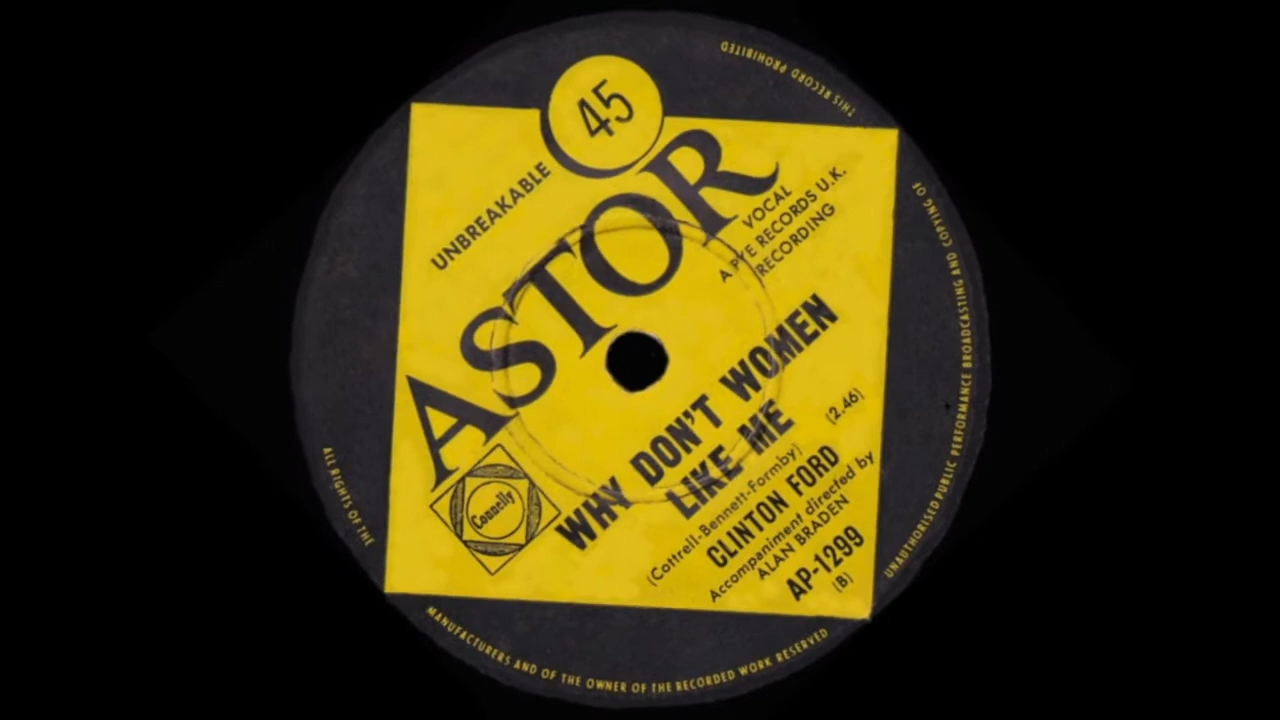 45
UNBREAKABLE
ASTOR
VOCAL
A PYE RECORDS U.K.
RECORDING
Connelly
WHY DON'T WOMEN
LIKE ME
(2.46)
(Cottrell-Bennett-Formby)
CLINTON FORD
Accompaniment directed by
ALAN BRADEN
AP-1299
(B)
ALL RIGHTS OF THE
MANUFACTURERS AND OF THE OWNER OF THE RECORDED WORK RESERVED
UNAUTHORISED PUBLIC PERFORMANCE BROADCASTING AND COPYING OF
THIS RECORD PROHIBITED